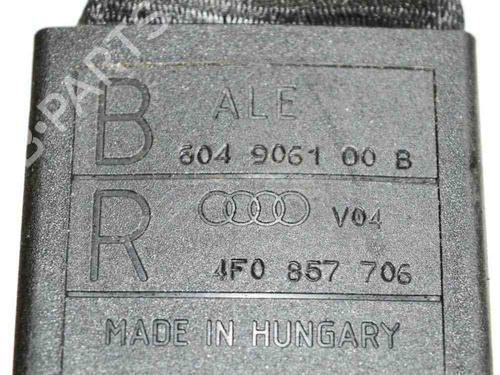 B ALE
604 9061 00 B
R V04
4F0 857 706
MADE IN HUNGARY
B-PARTS